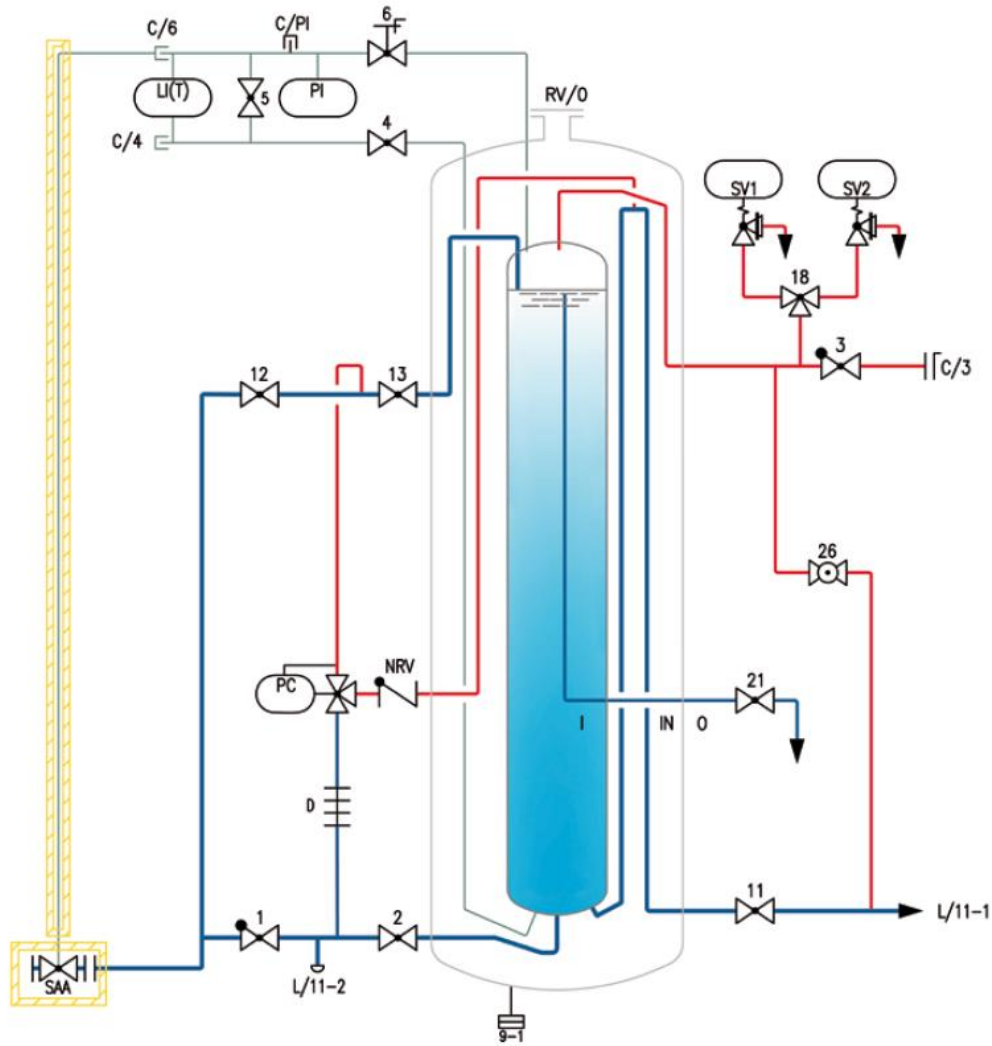 C/6
C/PI
6
LI(T)
5
PI
C/4
4
RV/O
SV1
SV2
18
3
C/3
12
13
26
PC
NRV
21
I
IN
O
D
1
2
11
L/11-1
SAA
L/11-2
9-1